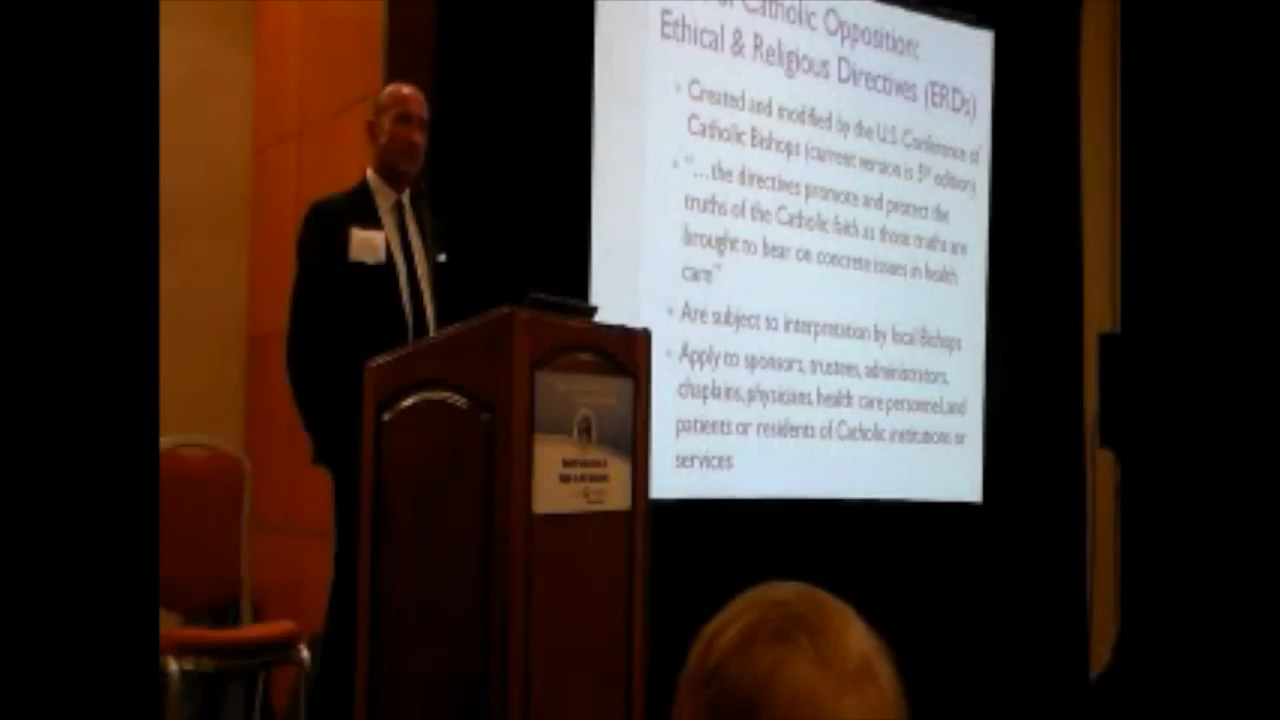 Catholic Opposition:
Ethical & Religious Directives (ERDs)
Created and modified by the U.S. Conference of
Catholic Bishops (current version is 5th edition)
"...the directives promote and protect the
truths of the Catholic faith as those truths are
brought to bear on concrete issues in health
care"
Are subject to interpretation by local Bishops
Apply to sponsors, trustees, administrators,
chaplains, physicians, health care personnel, and
patients or residents of Catholic institutions or
services